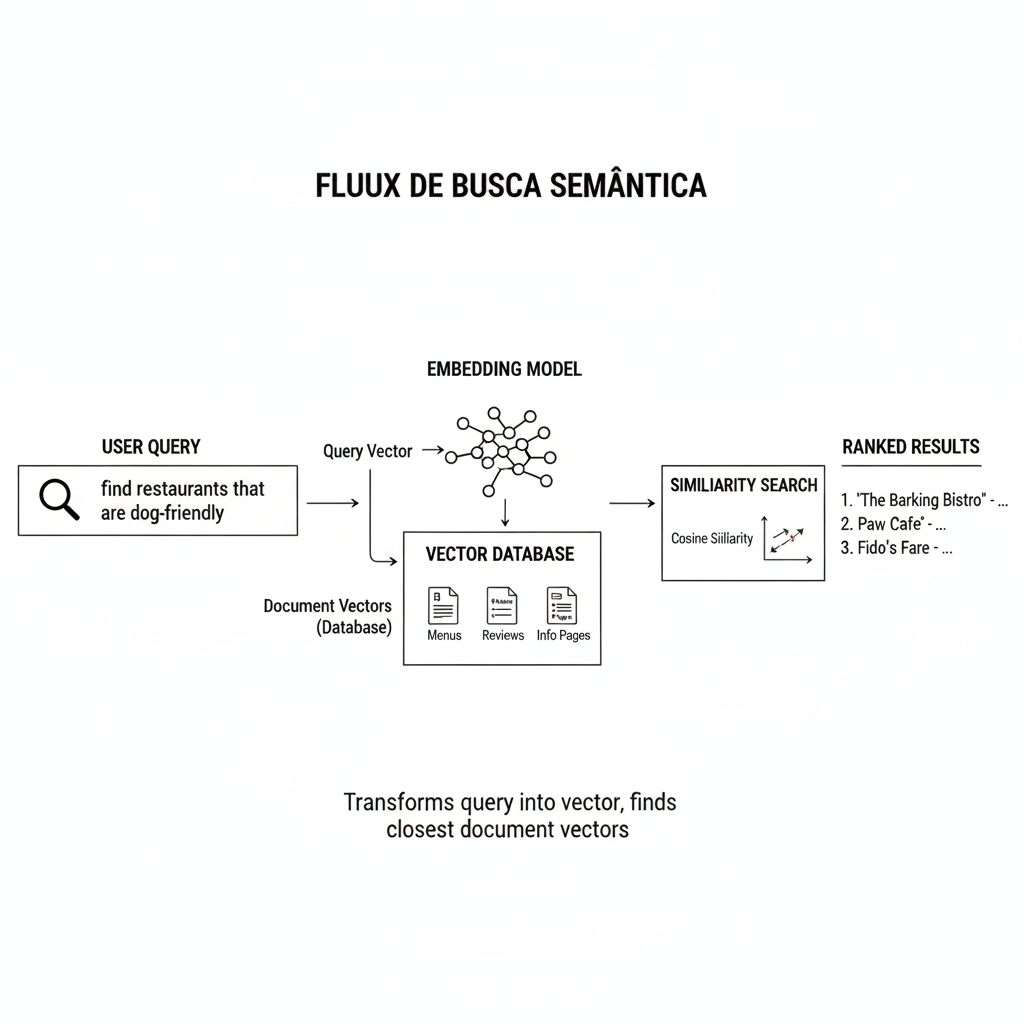 FLUUX DE BUSCA SEMÂNTICA
EMBEDDING MODEL
USER QUERY
find restaurants that
are dog-friendly
Query Vector
VECTOR DATABASE
Document Vectors
(Database)
Menus
Reviews
Info Pages
SIMILIARITY SEARCH
Cosine Siillarity
RANKED RESULTS
1. "The Barking Bistro" - ...
2. Paw Cafe" - ...
3. Fido's Fare - ...
Transforms query into vector, finds
closest document vectors